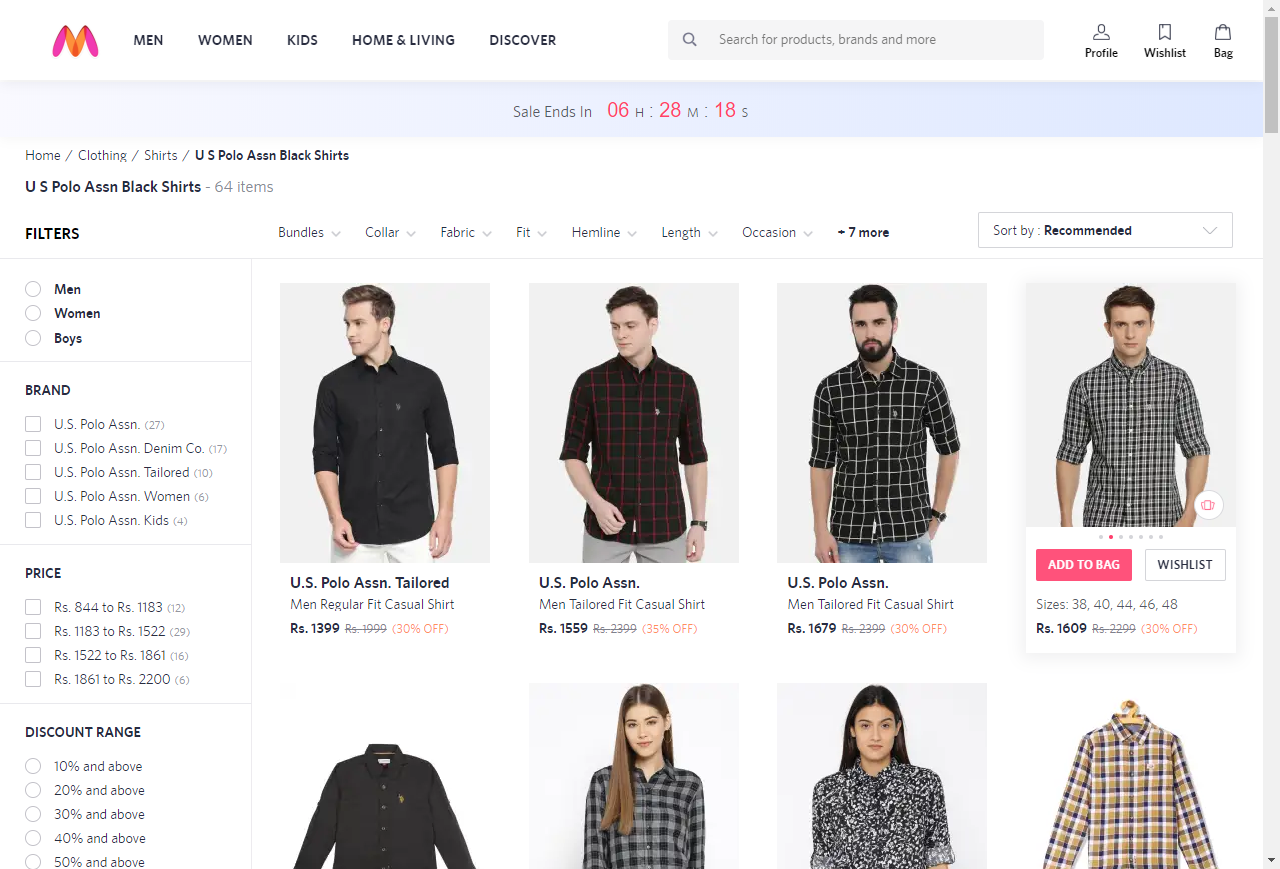 MEN WOMEN KIDS HOME & LIVING DISCOVER
Search for products, brands and more
Profile Wishlist Bag
Sale Ends In 06 H : 28 M : 18 S
Home / Clothing / Shirts / U S Polo Assn Black Shirts
U S Polo Assn Black Shirts - 64 items
FILTERS
Bundles Collar Fabric Fit Hemline Length Occasion + 7 more
Sort by : Recommended
Men
Women
Boys
BRAND
U.S. Polo Assn. (27)
U.S. Polo Assn. Denim Co. (17)
U.S. Polo Assn. Tailored (10)
U.S. Polo Assn. Women (6)
U.S. Polo Assn. Kids (4)
PRICE
Rs. 844 to Rs. 1183 (12)
Rs. 1183 to Rs. 1522 (29)
Rs. 1522 to Rs. 1861 (16)
Rs. 1861 to Rs. 2200 (6)
DISCOUNT RANGE
10% and above
20% and above
30% and above
40% and above
50% and above
U.S. Polo Assn. Tailored
Men Regular Fit Casual Shirt
Rs. 1399 Rs. 1999 (30% OFF)
U.S. Polo Assn.
Men Tailored Fit Casual Shirt
Rs. 1559 Rs. 2399 (35% OFF)
U.S. Polo Assn.
Men Tailored Fit Casual Shirt
Rs. 1679 Rs. 2399 (30% OFF)
ADD TO BAG WISHLIST
Sizes: 38, 40, 44, 46, 48
Rs. 1609 Rs. 2299 (30% OFF)